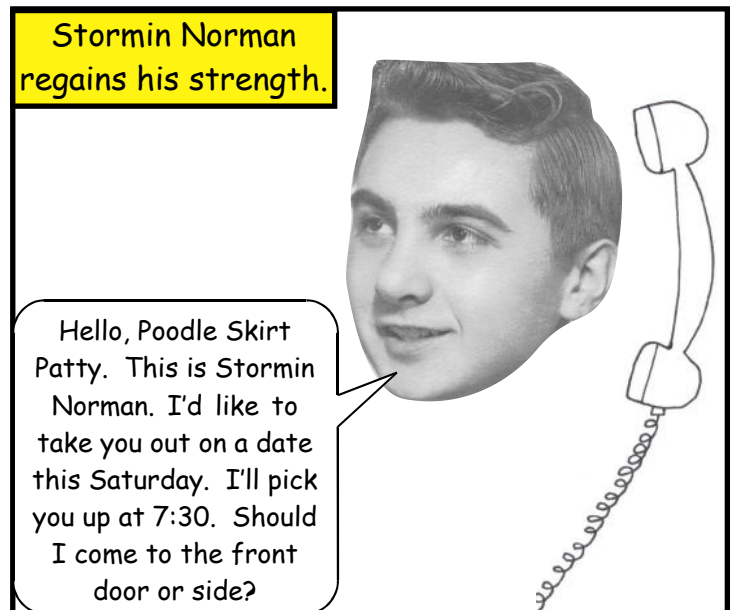 Stormin Norman
regains his strength.
Hello, Poodle Skirt
Patty.  This is Stormin
Norman. I'd like to
take you out on a date
this Saturday.  I'll pick
you up at 7:30.  Should
I come to the front
door or side?